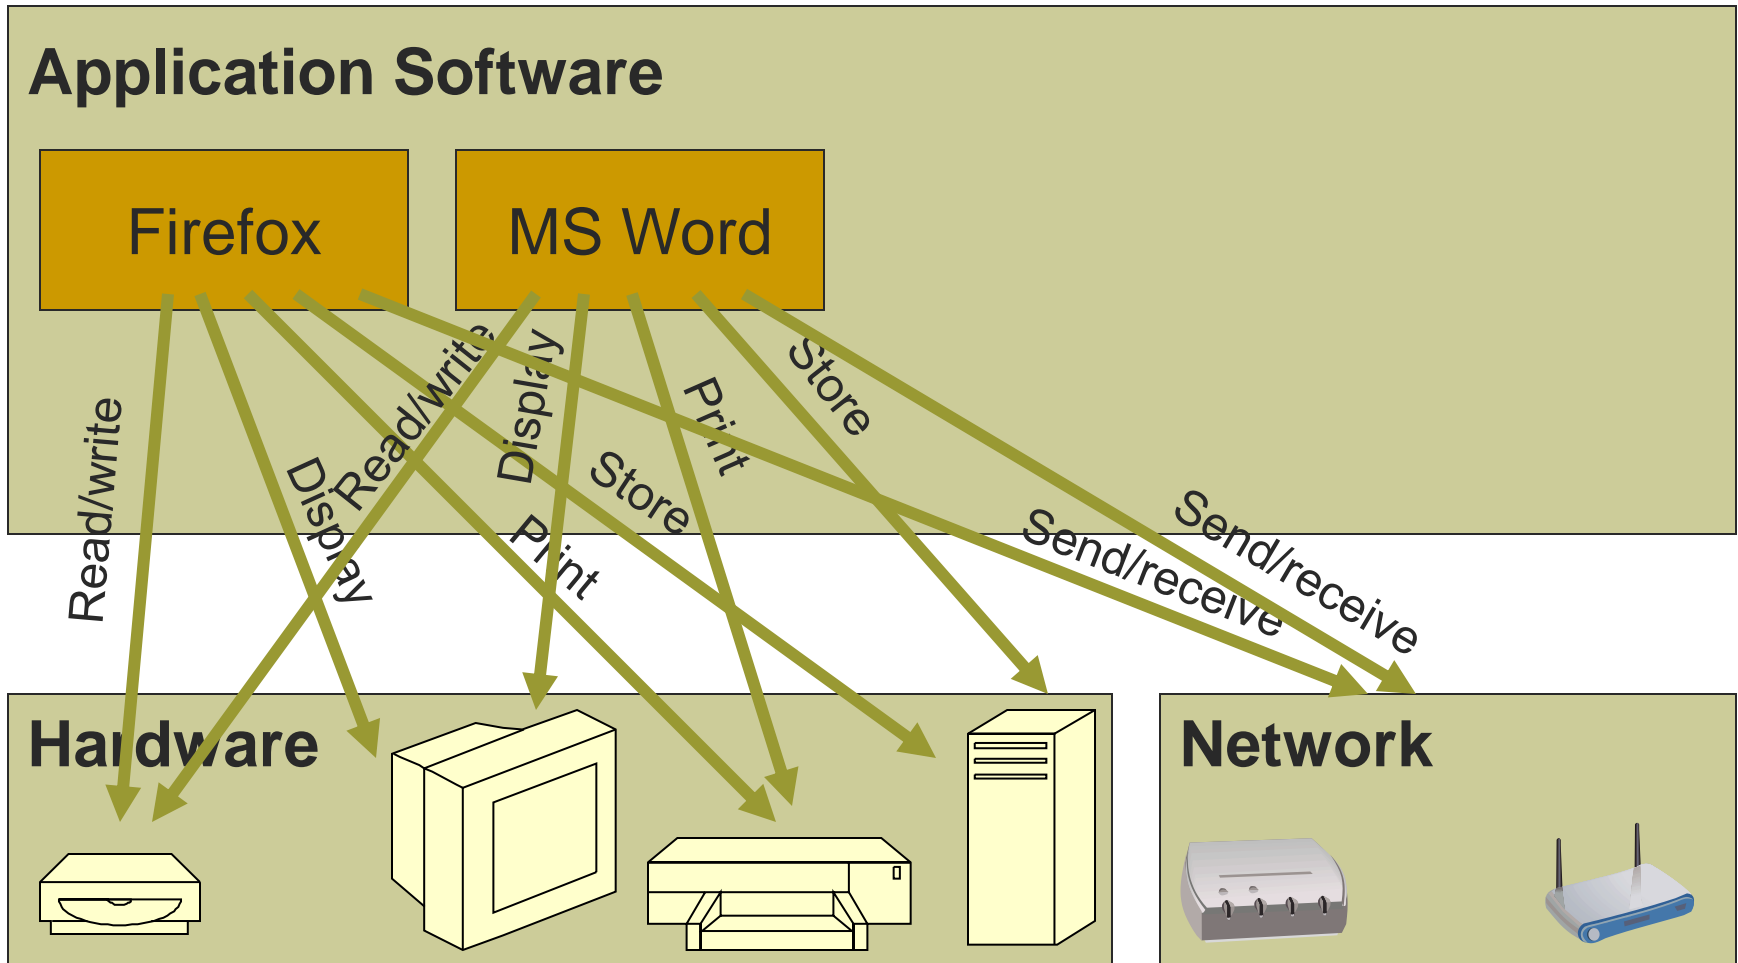 Application Software
Firefox
MS Word
Read/write
Display
Print
Store
Send/receive
Read/write
Display
Print
Store
Send/receive
Hardware
Network